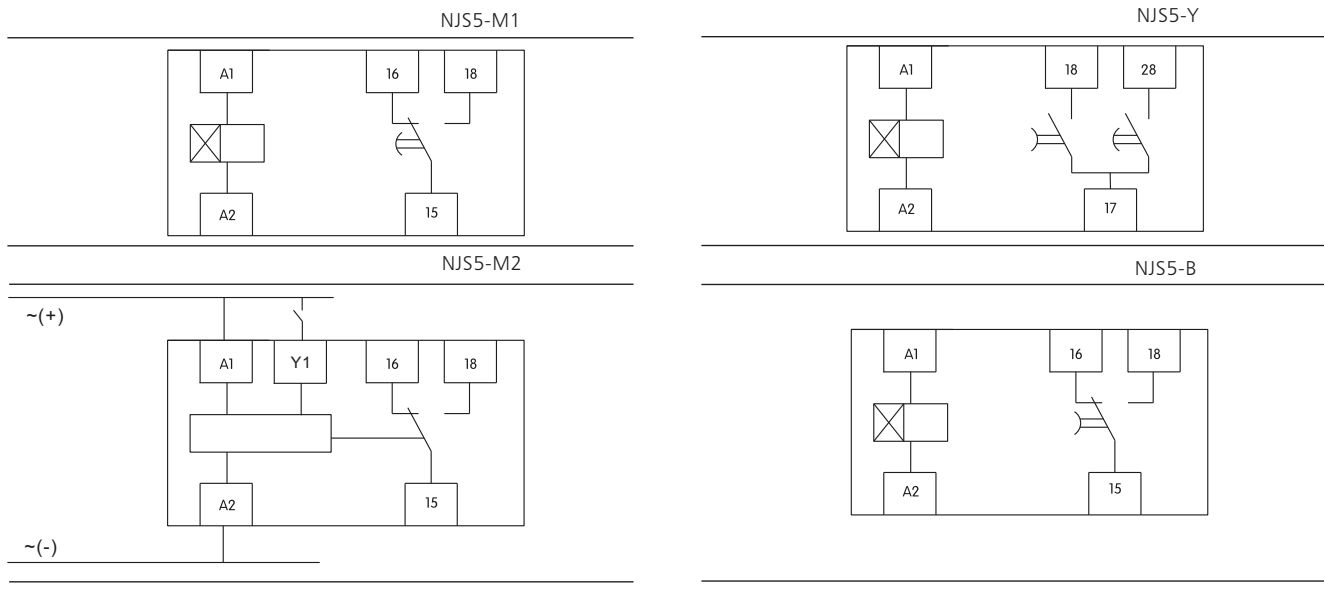 NJS5-M1
A1 16 18
A2 15
NJS5-M2
~(+)
A1 Y1 16 18
A2 15
~(-)
NJS5-Y
A1 18 28
A2 17
NJS5-B
A1 16 18
A2 15